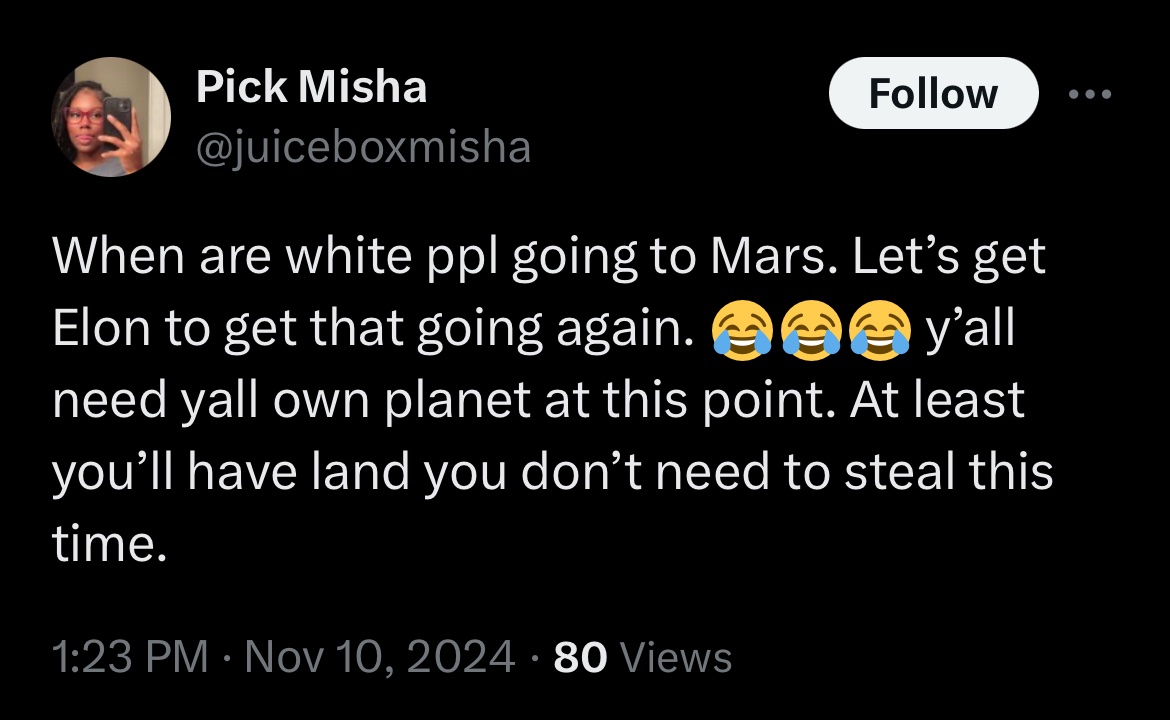 Pick Misha
@juiceboxmisha
Follow
When are white ppl going to Mars. Let’s get
Elon to get that going again. 😂😂😂 y’all
need yall own planet at this point. At least
you’ll have land you don’t need to steal this
time.
1:23 PM · Nov 10, 2024 · 80 Views